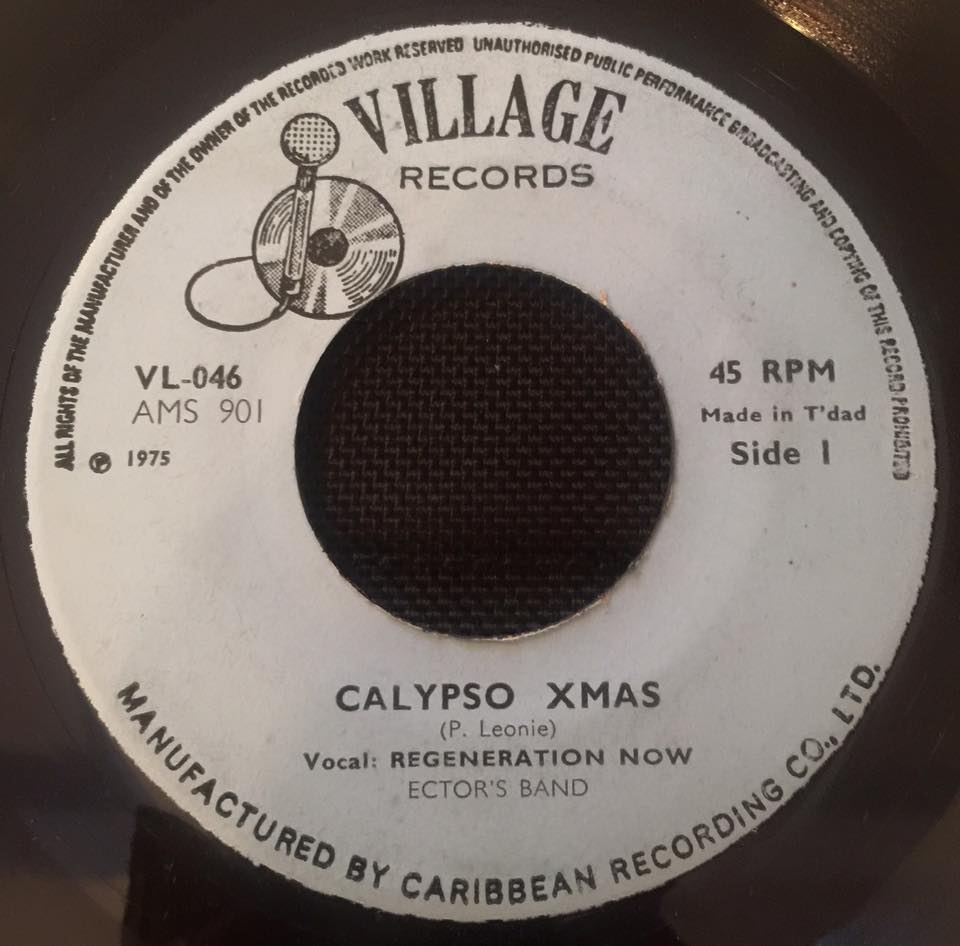 ALL RIGHTS OF THE MANUFACTURER AND OF THE OWNER OF THE RECORDED WORK RESERVED UNAUTHORISED PUBLIC PERFORMANCE BROADCASTING AND COPYING OF THIS RECORD PROHIBITED
VILLAGE
RECORDS
VL-046
AMS 901
℗ 1975
45 RPM
Made in T'dad
Side 1
CALYPSO XMAS
(P. Leonie)
Vocal: REGENERATION NOW
ECTOR'S BAND
MANUFACTURED BY CARIBBEAN RECORDING CO., LTD.